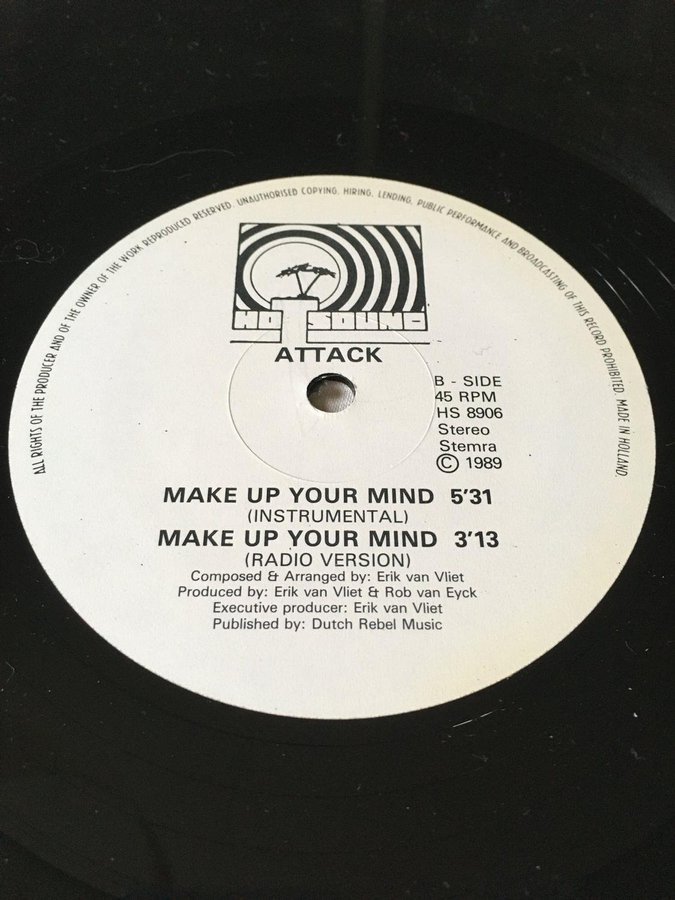 ALL RIGHTS OF THE PRODUCER AND OF THE OWNER OF THE WORK REPRODUCED RESERVED. UNAUTHORISED COPYING, HIRING, LENDING, PUBLIC PERFORMANCE AND BROADCASTING OF THIS RECORD PROHIBITED. MADE IN HOLLAND
HOT SOUND
ATTACK
B - SIDE
45 RPM
HS 8906
Stereo
Stemra
© 1989
MAKE UP YOUR MIND 5'31
(INSTRUMENTAL)
MAKE UP YOUR MIND 3'13
(RADIO VERSION)
Composed & Arranged by: Erik van Vliet
Produced by: Erik van Vliet & Rob van Eyck
Executive producer: Erik van Vliet
Published by: Dutch Rebel Music